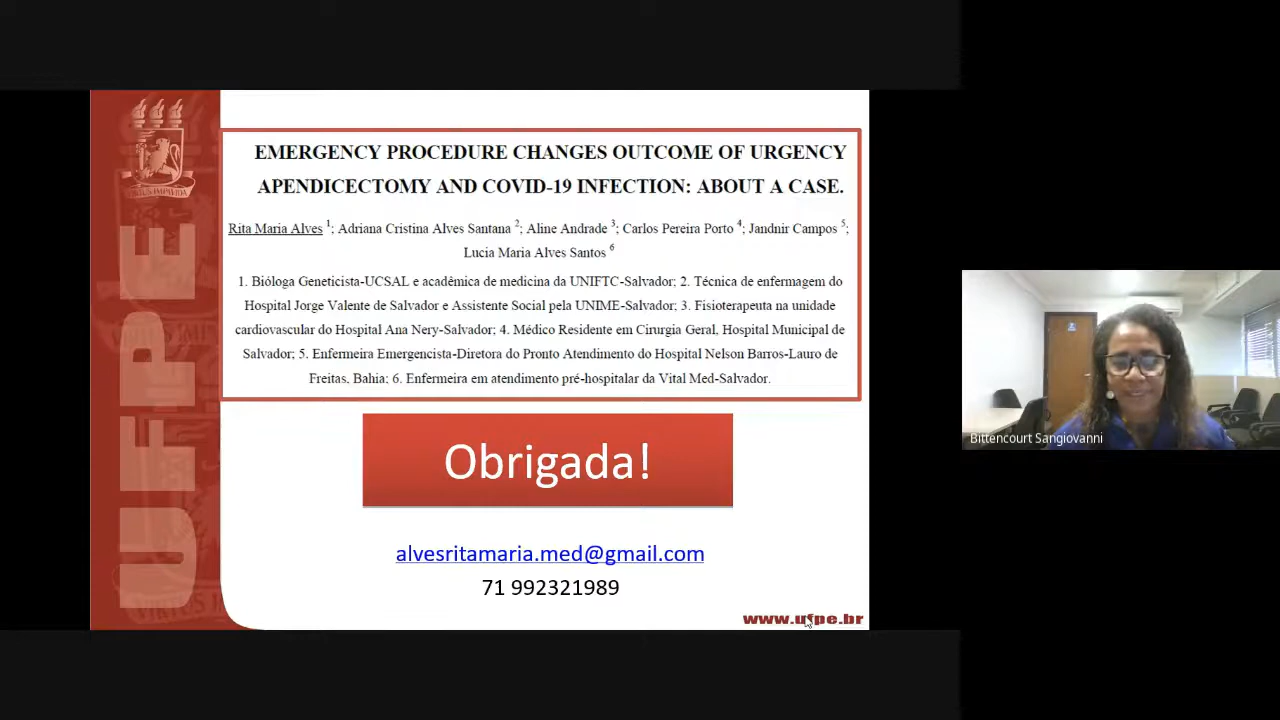 EMERGENCY PROCEDURE CHANGES OUTCOME OF URGENCY
APENDICECTOMY AND COVID-19 INFECTION: ABOUT A CASE.
Rita Maria Alves 1; Adriana Cristina Alves Santana 2; Aline Andrade 3; Carlos Pereira Porto 4; Jandnir Campos 5;
Lucia Maria Alves Santos 6
1. Bióloga Geneticista-UCSAL e acadêmica de medicina da UNIFTC-Salvador; 2. Técnica de enfermagem do
Hospital Jorge Valente de Salvador e Assistente Social pela UNIME-Salvador; 3. Fisioterapeuta na unidade
cardiovascular do Hospital Ana Nery-Salvador; 4. Médico Residente em Cirurgia Geral, Hospital Municipal de
Salvador; 5. Enfermeira Emergencista-Diretora do Pronto Atendimento do Hospital Nelson Barros-Lauro de
Freitas, Bahia; 6. Enfermeira em atendimento pré-hospitalar da Vital Med-Salvador.
Obrigada!
alvesritamaria.med@gmail.com
71 992321989
www.ufpe.br
UFPE
VIRTUS IMPAVIDA
Bittencourt Sangiovanni